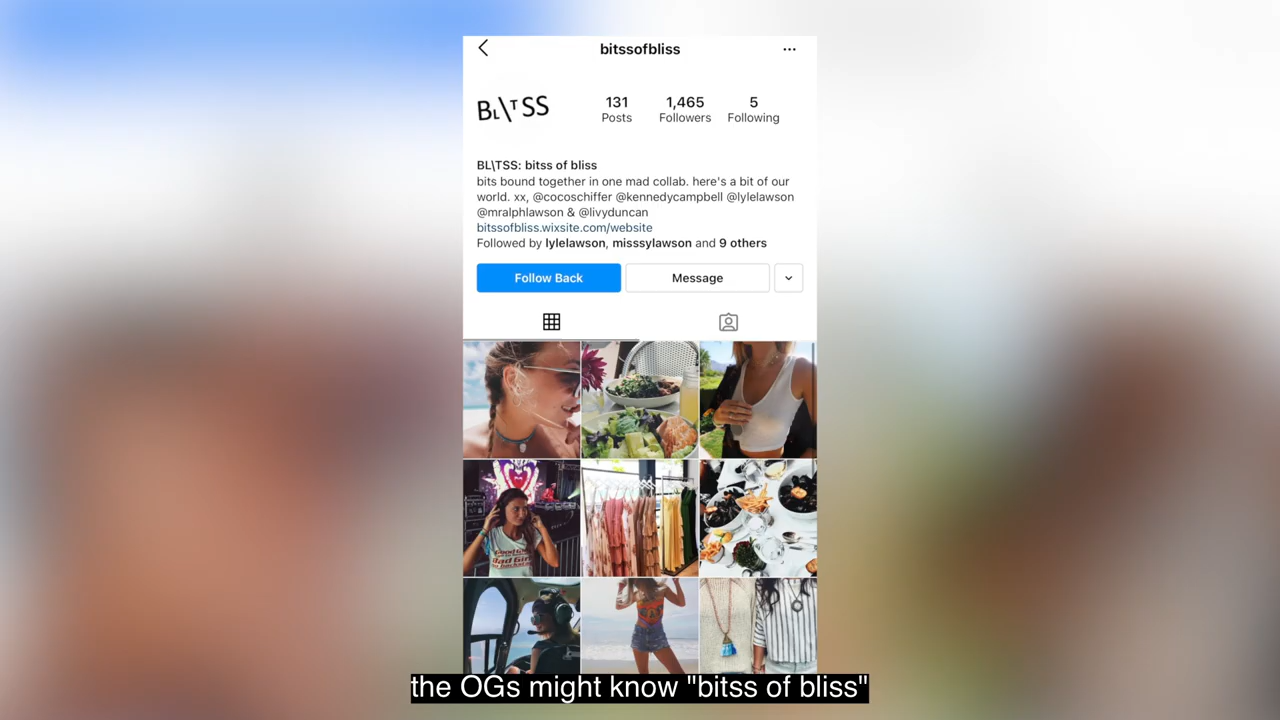 bitssofbliss
BL\TSS
131
1,465
5
Posts
Followers
Following
BL\TSS: bitss of bliss
bits bound together in one mad collab. here's a bit of our
world. xx, @cocoschiffer @kennedycampbell @lylelawson
@mralphlawson & @livyduncan
bitssofbliss.wixsite.com/website
Followed by lylelawson, misssylawson and 9 others
Follow Back
Message
the OGs might know "bitss of bliss"